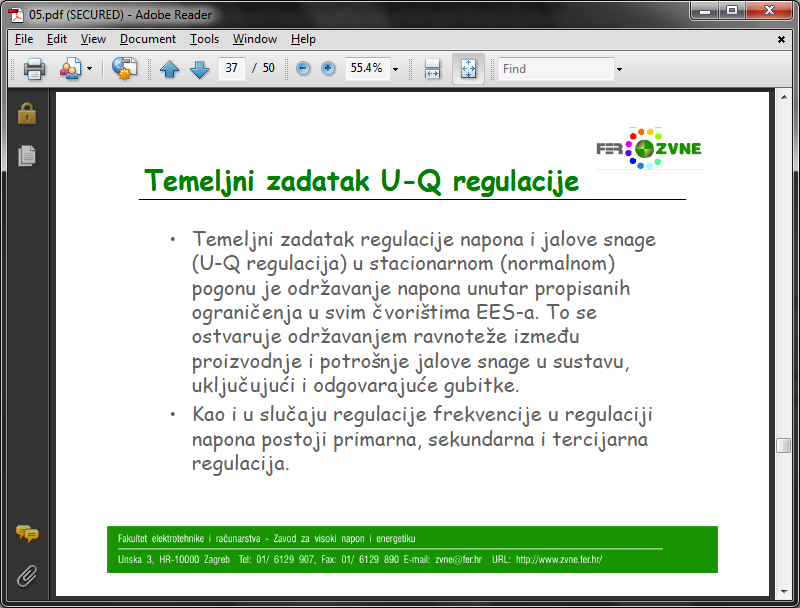 05.pdf (SECURED) - Adobe Reader
File Edit View Document Tools Window Help
37 / 50 55.4% Find
FER ZVNE
Temeljni zadatak U-Q regulacije
• Temeljni zadatak regulacije napona i jalove snage
(U-Q regulacija) u stacionarnom (normalnom)
pogonu je održavanje napona unutar propisanih
ograničenja u svim čvorištima EES-a. To se
ostvaruje održavanjem ravnoteže između
proizvodnje i potrošnje jalove snage u sustavu,
uključujući i odgovarajuće gubitke.
• Kao i u slučaju regulacije frekvencije u regulaciji
napona postoji primarna, sekundarna i tercijarna
regulacija.
Fakultet elektrotehnike i računarstva - Zavod za visoki napon i energetiku
Unska 3, HR-10000 Zagreb Tel: 01/ 6129 907, Fax: 01/ 6129 890 E-mail: zvne@fer.hr URL: http://www.zvne.fer.hr/